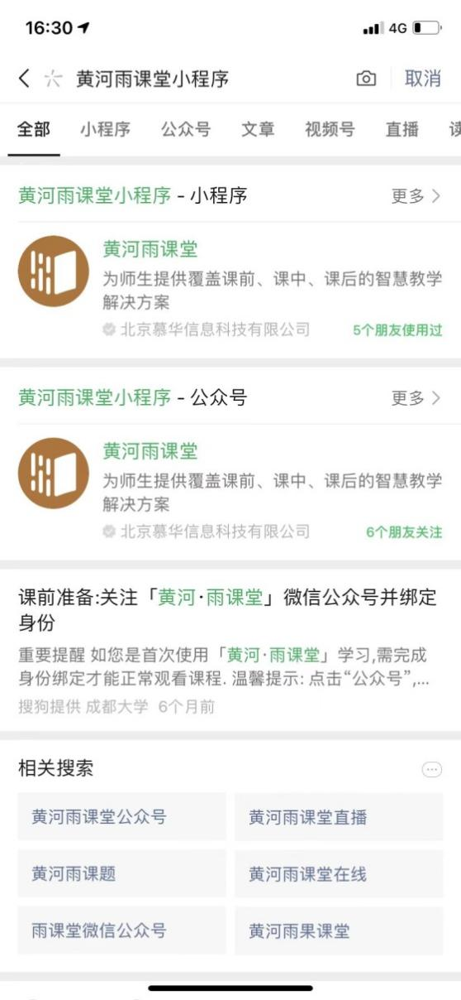 16:30
4G
黄河雨课堂小程序
取消
全部 小程序 公众号 文章 视频号 直播
黄河雨课堂小程序 - 小程序
更多
黄河雨课堂
为师生提供覆盖课前、课中、课后的智慧教学
解决方案
北京慕华信息科技有限公司
5个朋友使用过
黄河雨课堂小程序 - 公众号
更多
黄河雨课堂
为师生提供覆盖课前、课中、课后的智慧教学
解决方案
北京慕华信息科技有限公司
6个朋友关注
课前准备:关注「黄河·雨课堂」微信公众号并绑定
身份
重要提醒 如您是首次使用「黄河·雨课堂」学习,需完成
身份绑定才能正常观看课程. 温馨提示: 点击“公众号”,...
搜狗提供 成都大学 6个月前
相关搜索
黄河雨课堂公众号
黄河雨课堂直播
黄河雨课题
黄河雨课堂在线
雨课堂微信公众号
黄河雨果课堂